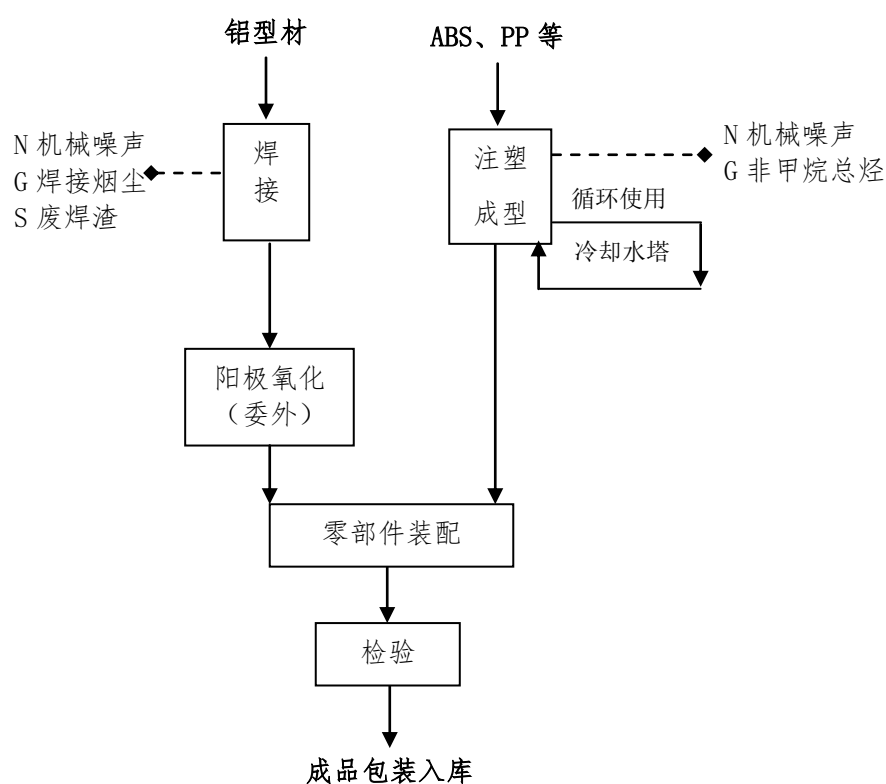 铝型材
ABS、PP 等
N 机械噪声
G 焊接烟尘
S 废焊渣
焊
接
注塑
成型
N 机械噪声
G 非甲烷总烃
循环使用
冷却水塔
阳极氧化
（委外）
零部件装配
检验
成品包装入库